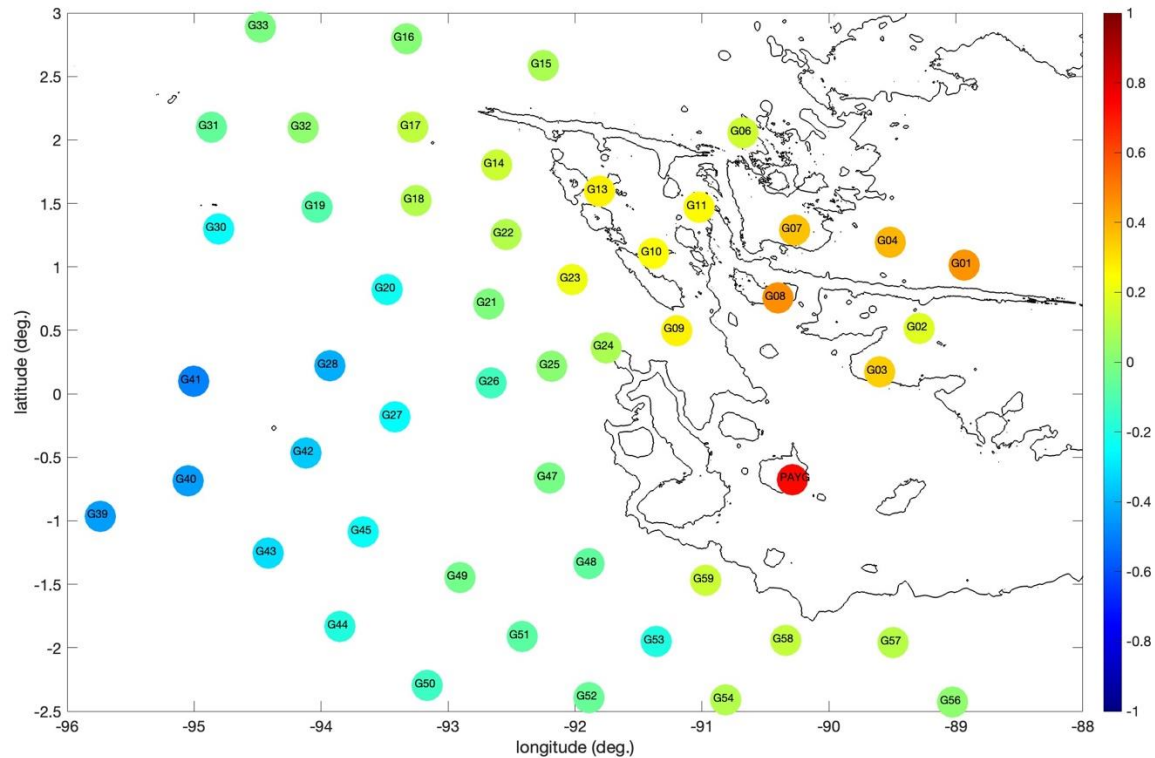 3
2.5
2
1.5
1
0.5
0
-0.5
-1
-1.5
-2
-2.5
latitude (deg.)
-96
-95
-94
-93
-92
-91
-90
-89
-88
longitude (deg.)
G33
G16
G15
G31
G32
G17
G06
G14
G13
G18
G19
G11
G30
G22
G07
G04
G10
G01
G23
G20
G08
G21
G09
G02
G24
G28
G25
G03
G41
G26
G27
G42
G40
G47
PAYG
G39
G45
G43
G48
G49
G59
G44
G51
G53
G58
G57
G50
G52
G54
G56
1
0.8
0.6
0.4
0.2
0
-0.2
-0.4
-0.6
-0.8
-1